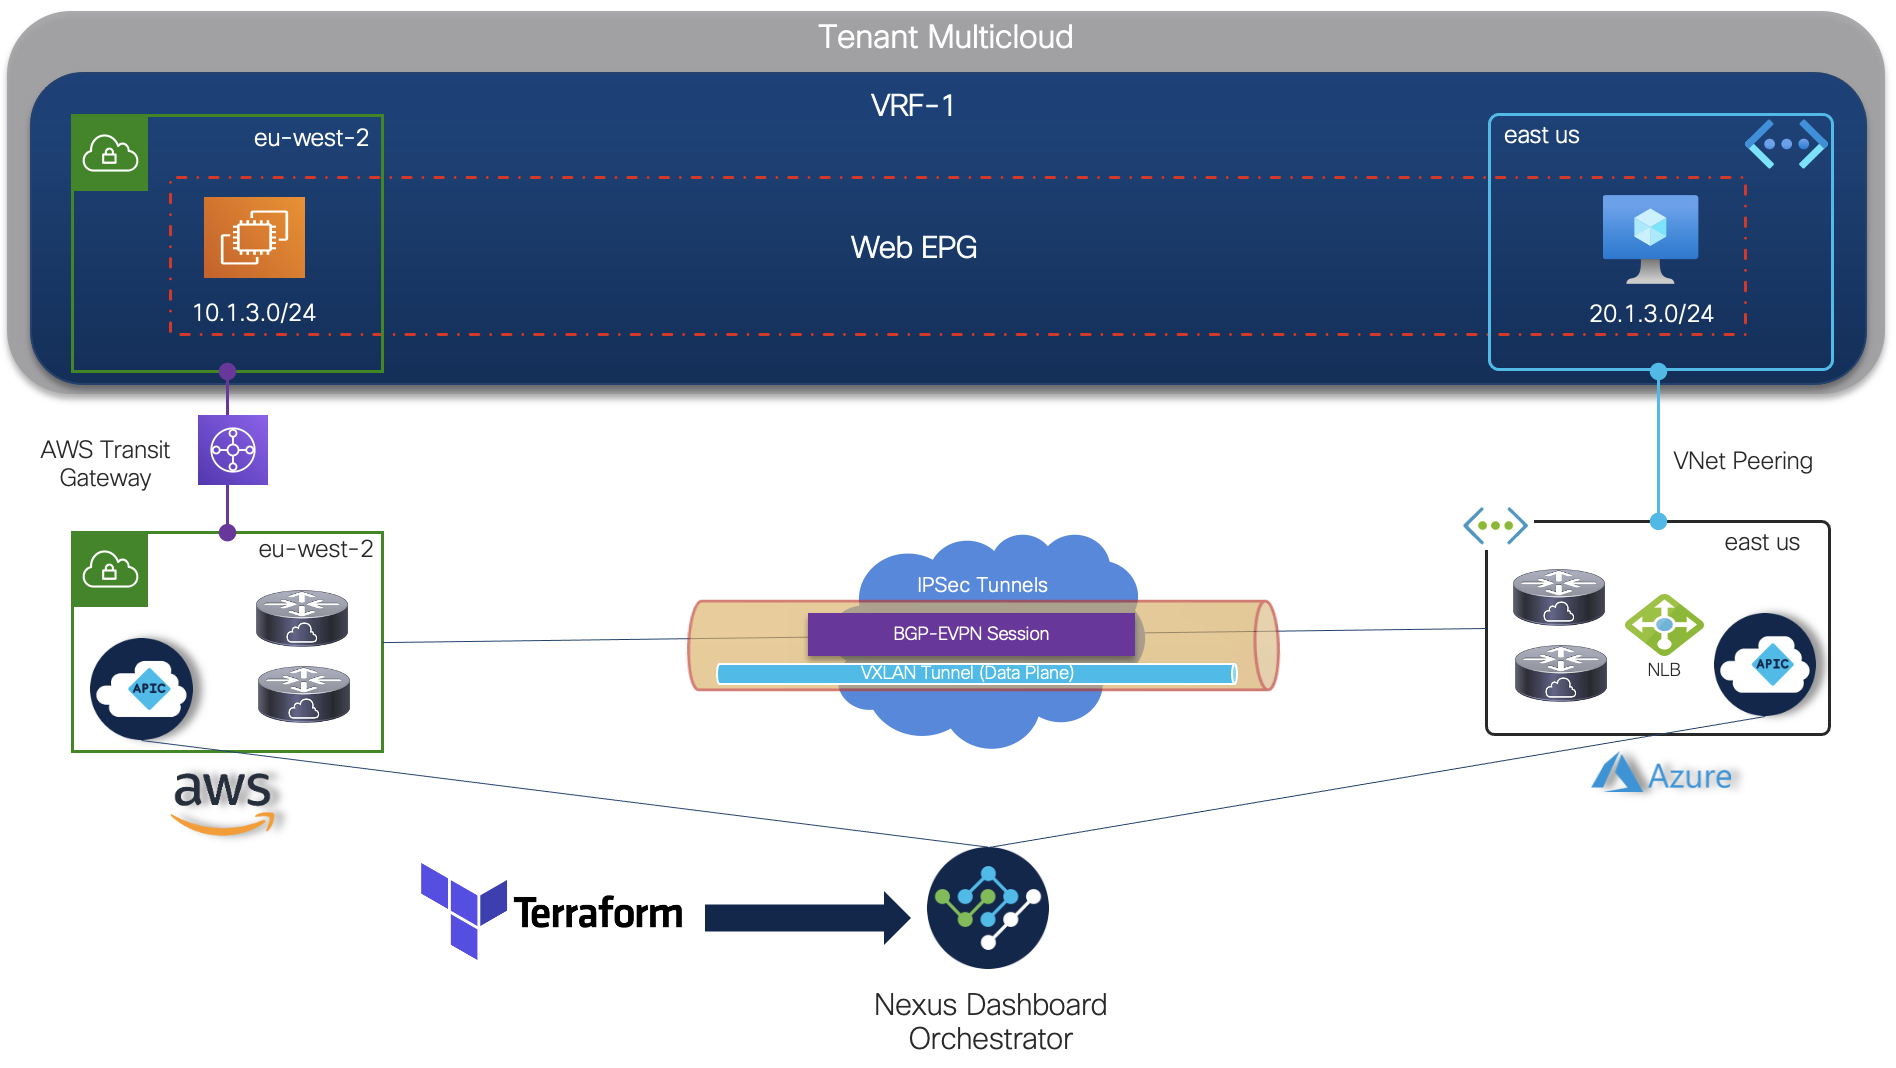 Tenant Multicloud
VRF-1
eu-west-2
east us
Web EPG
10.1.3.0/24
20.1.3.0/24
AWS Transit
Gateway
VNet Peering
eu-west-2
east us
IPSec Tunnels
BGP-EVPN Session
VXLAN Tunnel (Data Plane)
NLB
APIC
APIC
aws
Azure
Terraform
Nexus Dashboard
Orchestrator